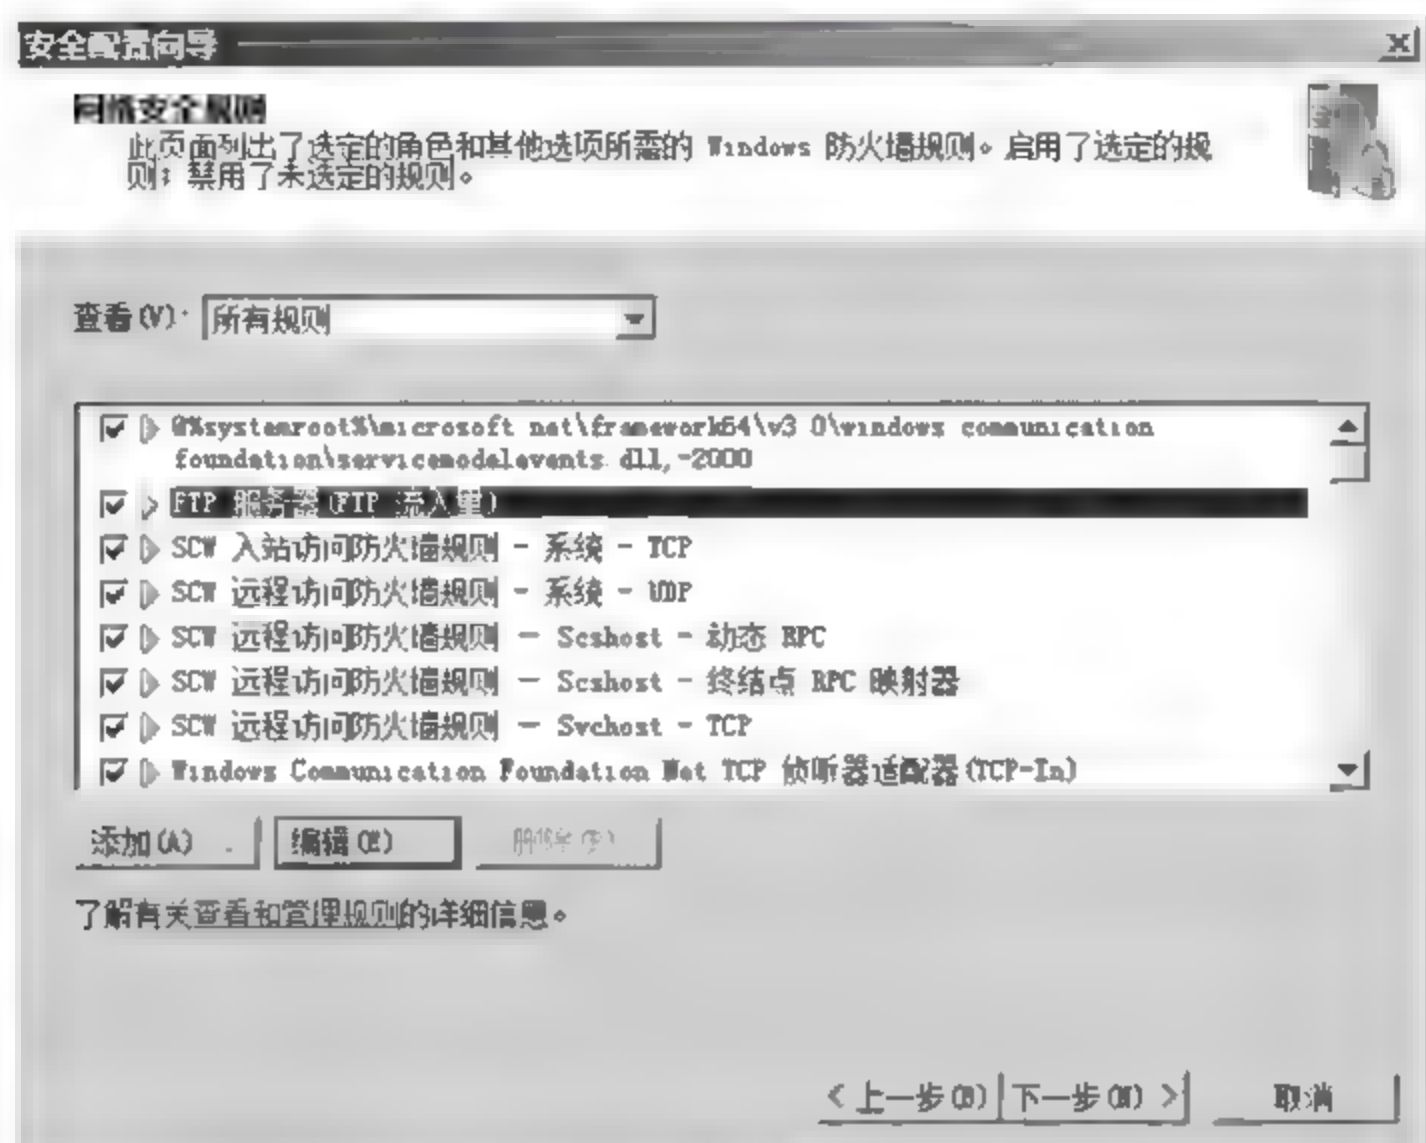 安全配置向导
网络安全规则
此页面列出了选定的角色和其他选项所需的 Windows 防火墙规则。启用了选定的规
则；禁用了未选定的规则。
查看(V): 所有规则
@%systemroot%\microsoft net\framework64\v3 0\windows communication
foundation\servicemodelevents dll,-2000
FTP 服务器(FTP 流入量)
SCW 入站访问防火墙规则 - 系统 - TCP
SCW 远程访问防火墙规则 - 系统 - UDP
SCW 远程访问防火墙规则 - Scshost - 动态 RPC
SCW 远程访问防火墙规则 - Scshost - 终结点 RPC 映射器
SCW 远程访问防火墙规则 - Svchost - TCP
Windows Communication Foundation Net TCP 侦听器适配器(TCP-In)
添加(A) 编辑(E) 删除(R)
了解有关查看和管理规则的详细信息。
< 上一步(B) 下一步(N) > 取消